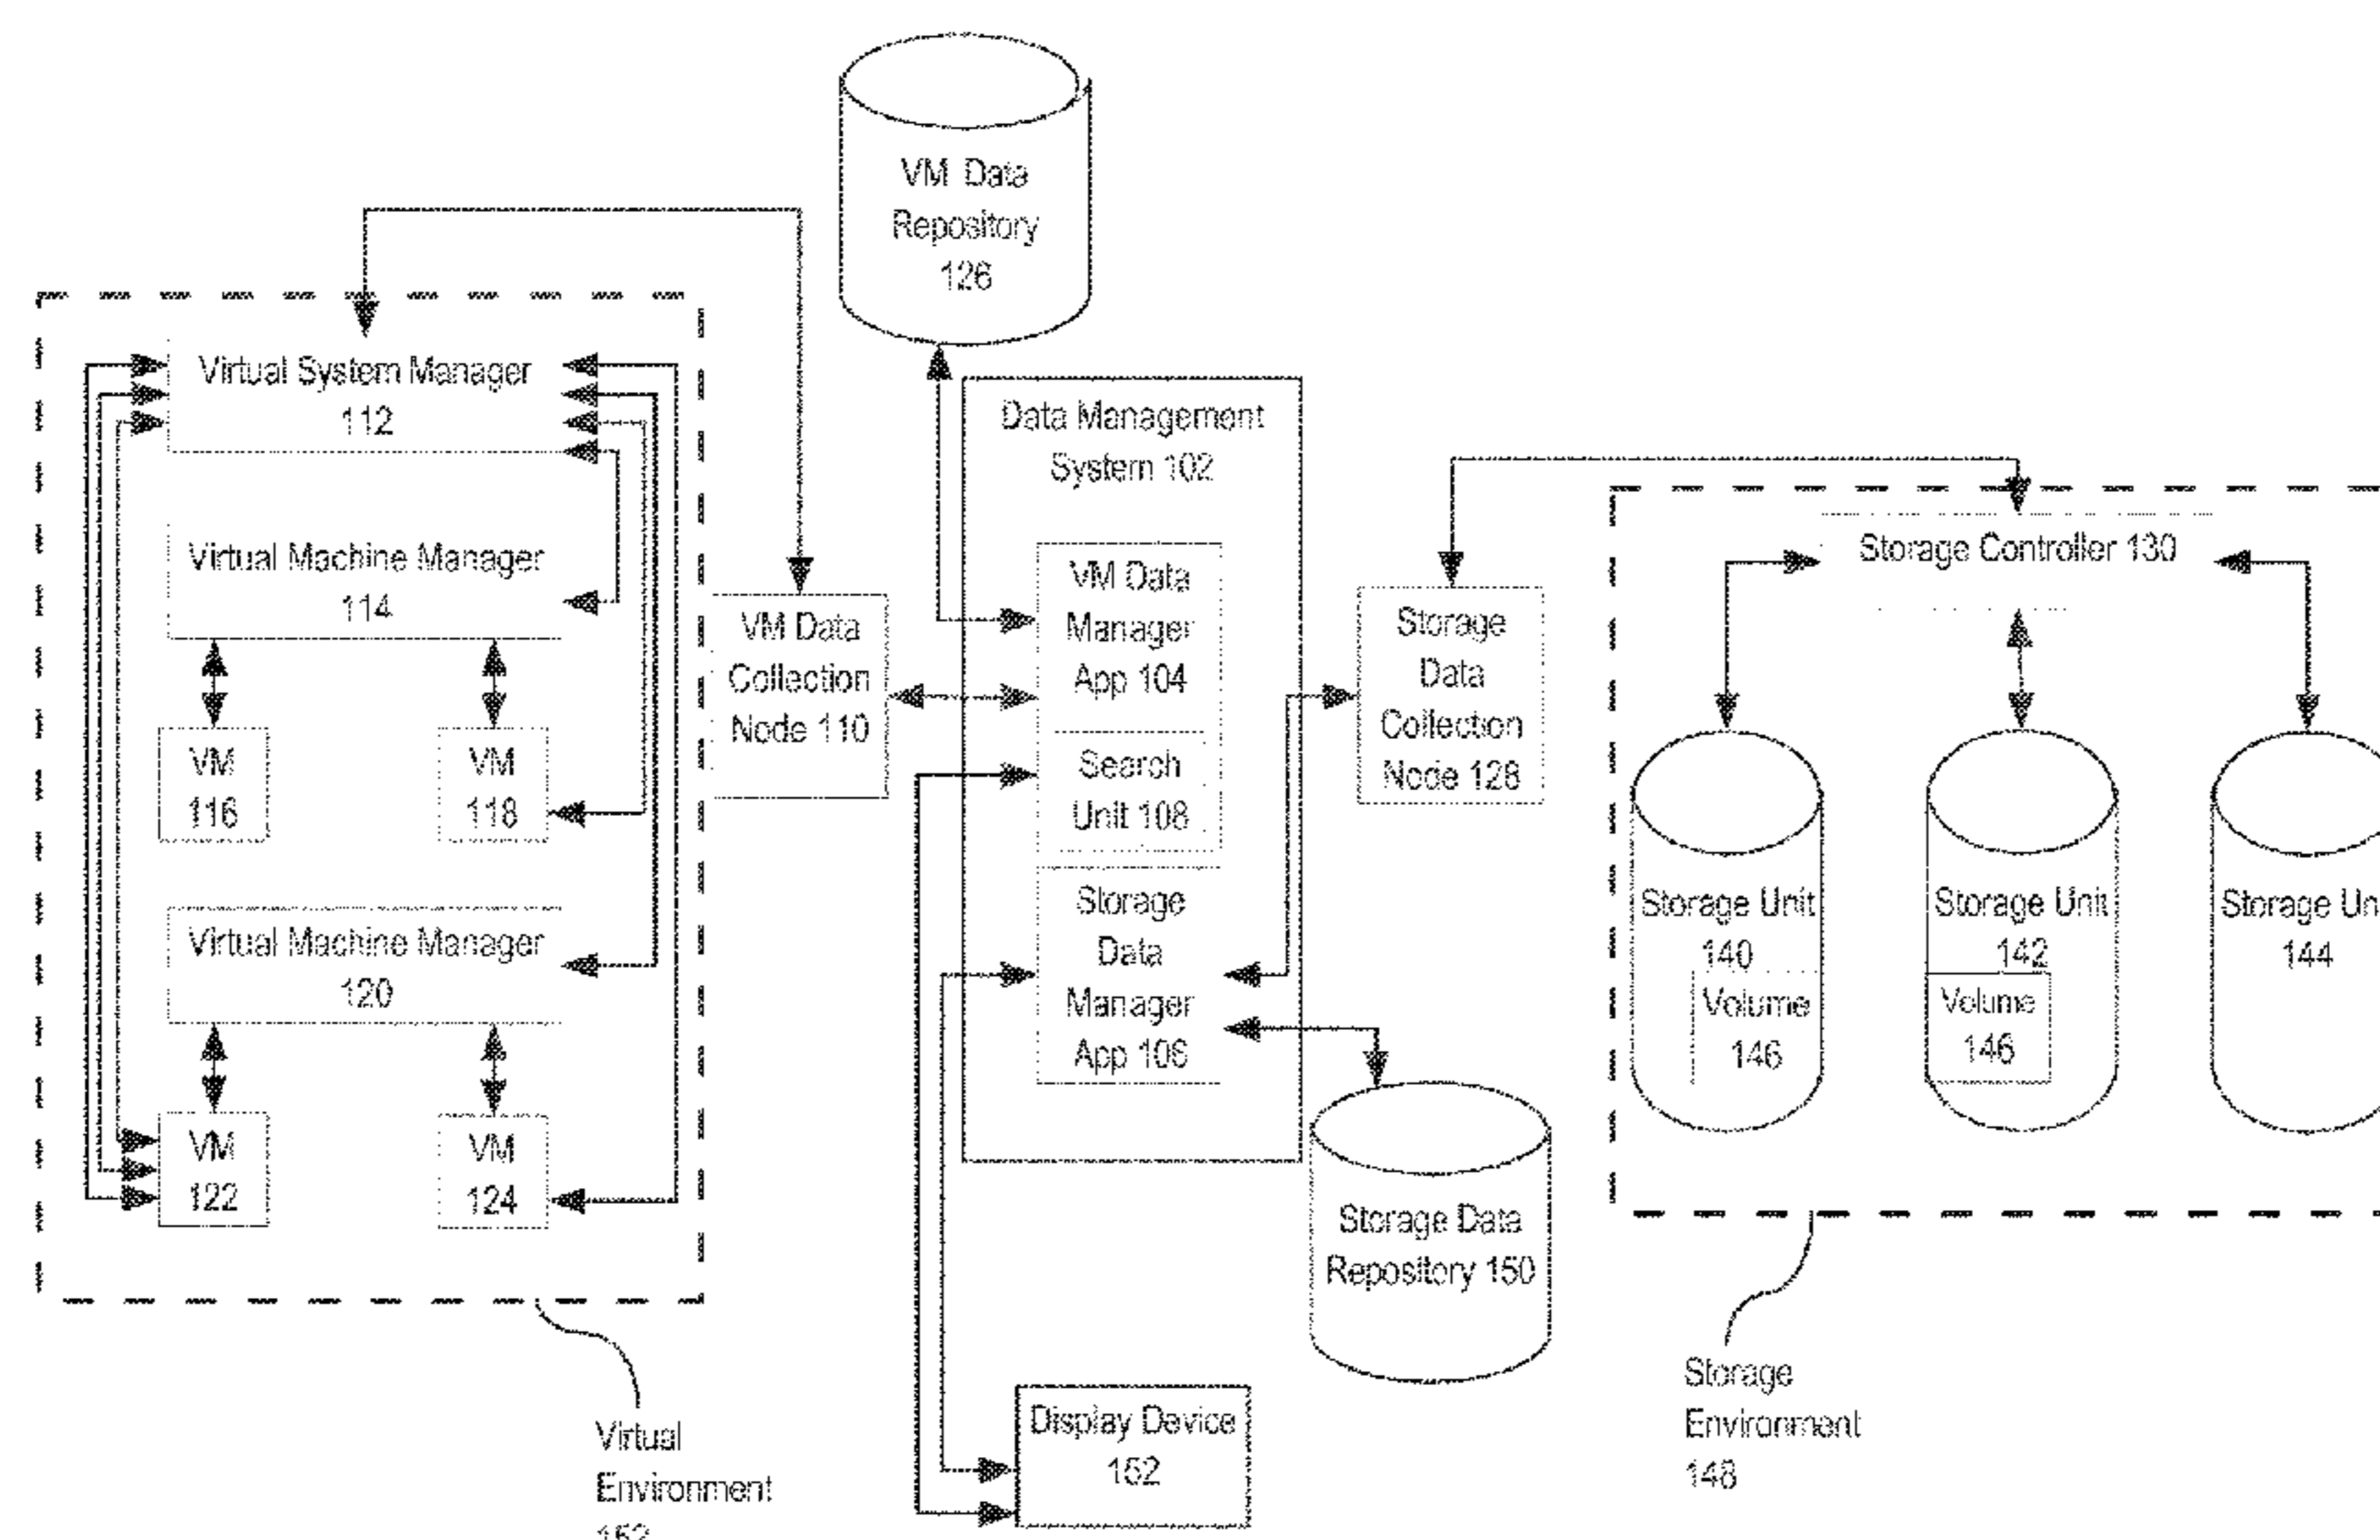 VM Data
Repository
126
Virtual System Manager
112
Virtual Machine Manager
114
VM
116
VM
118
Virtual Machine Manager
120
VM
122
VM
124
Virtual
Environment
VM Data
Collection
Node 110
Data Management
System 102
VM Data
Manager
App 104
Search
Unit 108
Storage
Data
Manager
App 106
Storage
Data
Collection
Node 128
Storage Data
Repository 150
Display Device
152
Storage Controller 130
Storage Unit
140
Volume
146
Storage Unit
142
Volume
146
Storage Un
144
Storage
Environment
148